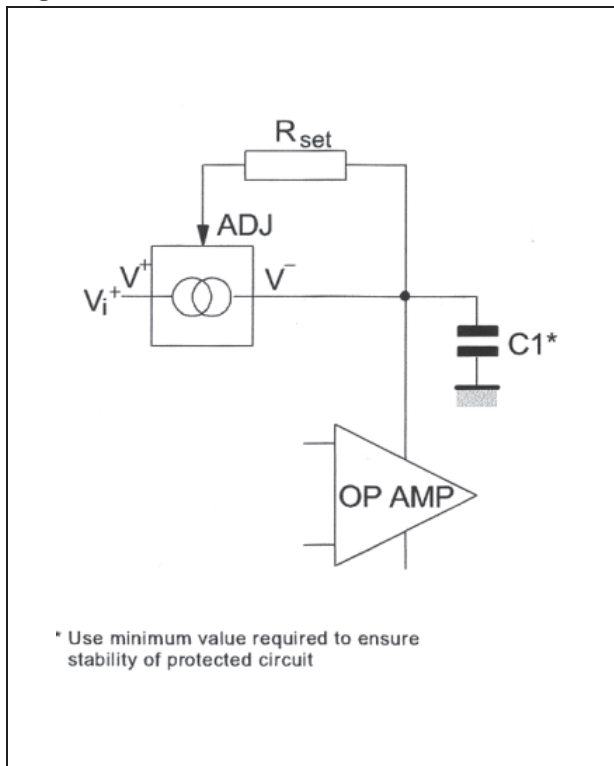 Rset
ADJ
V+
V-
Vi+
C1*
OP AMP
* Use minimum value required to ensure
stability of protected circuit